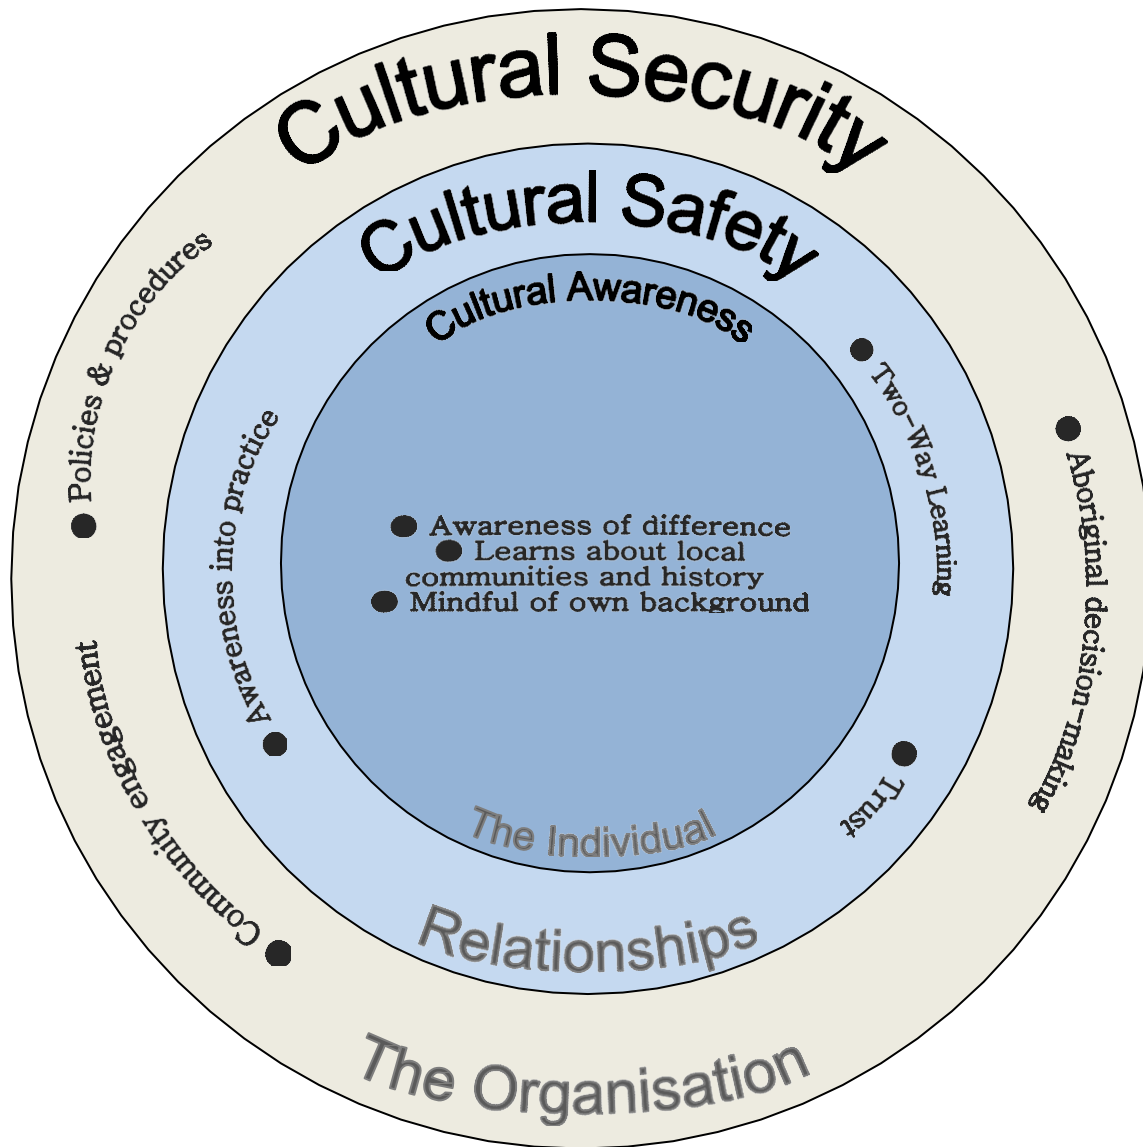 Cultural Security
Cultural Safety
Cultural Awareness
● Policies & procedures
● Community engagement
● Aboriginal decision-making
● Awareness into practice
● Two-Way Learning
● Trust
● Awareness of difference
● Learns about local
communities and history
● Mindful of own background
The Individual
Relationships
The Organisation